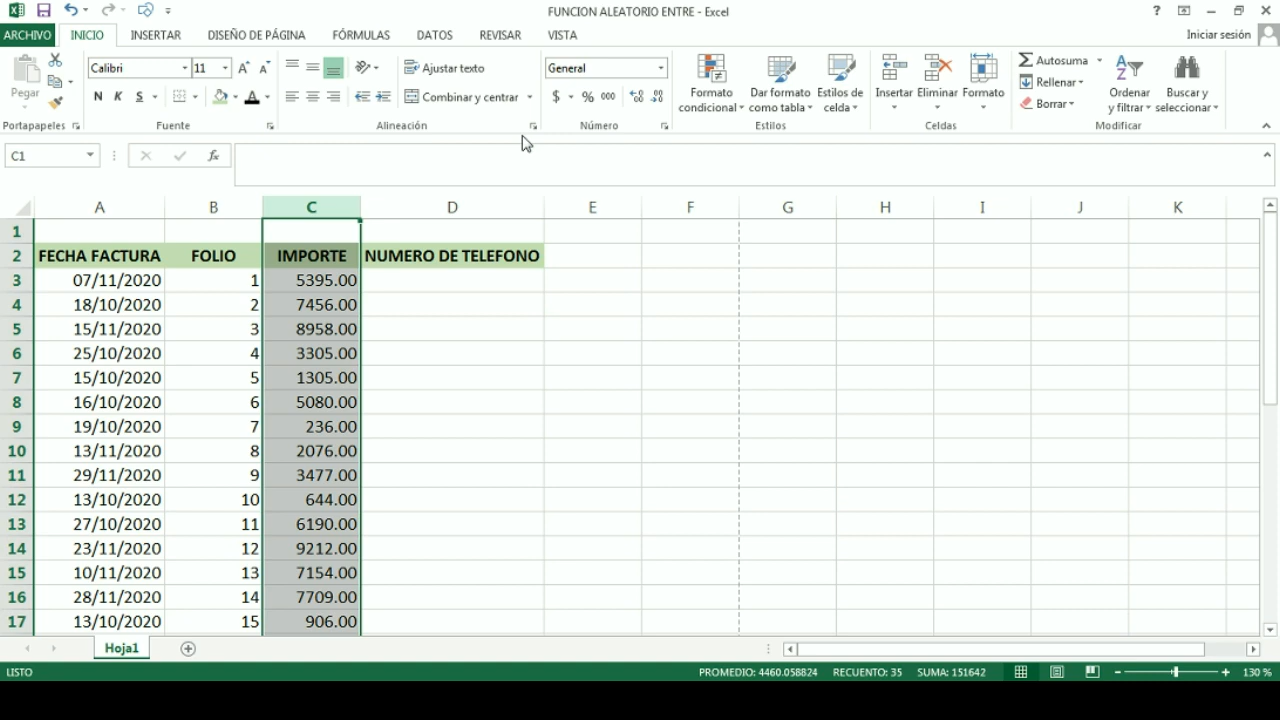 FUNCION ALEATORIO ENTRE - Excel
ARCHIVO INICIO INSERTAR DISEÑO DE PÁGINA FÓRMULAS DATOS REVISAR VISTA Iniciar sesión
Pegar
Calibri 11
N K S
Ajustar texto
Combinar y centrar
General
$ % 000
Formato condicional
Dar formato como tabla
Estilos de celda
Insertar Eliminar Formato
Autosuma
Rellenar
Borrar
Ordenar y filtrar
Buscar y seleccionar
Portapapeles Fuente Alineación Número Estilos Celdas Modificar
C1 fx
A B C D E F G H I J K
1
2 FECHA FACTURA FOLIO IMPORTE NUMERO DE TELEFONO
3 07/11/2020 1 5395.00
4 18/10/2020 2 7456.00
5 15/11/2020 3 8958.00
6 25/10/2020 4 3305.00
7 15/10/2020 5 1305.00
8 16/10/2020 6 5080.00
9 19/10/2020 7 236.00
10 13/11/2020 8 2076.00
11 29/11/2020 9 3477.00
12 13/10/2020 10 644.00
13 27/10/2020 11 6190.00
14 23/11/2020 12 9212.00
15 10/11/2020 13 7154.00
16 28/11/2020 14 7709.00
17 13/10/2020 15 906.00
Hoja1
LISTO PROMEDIO: 4460.058824 RECUENTO: 35 SUMA: 151642 130 %